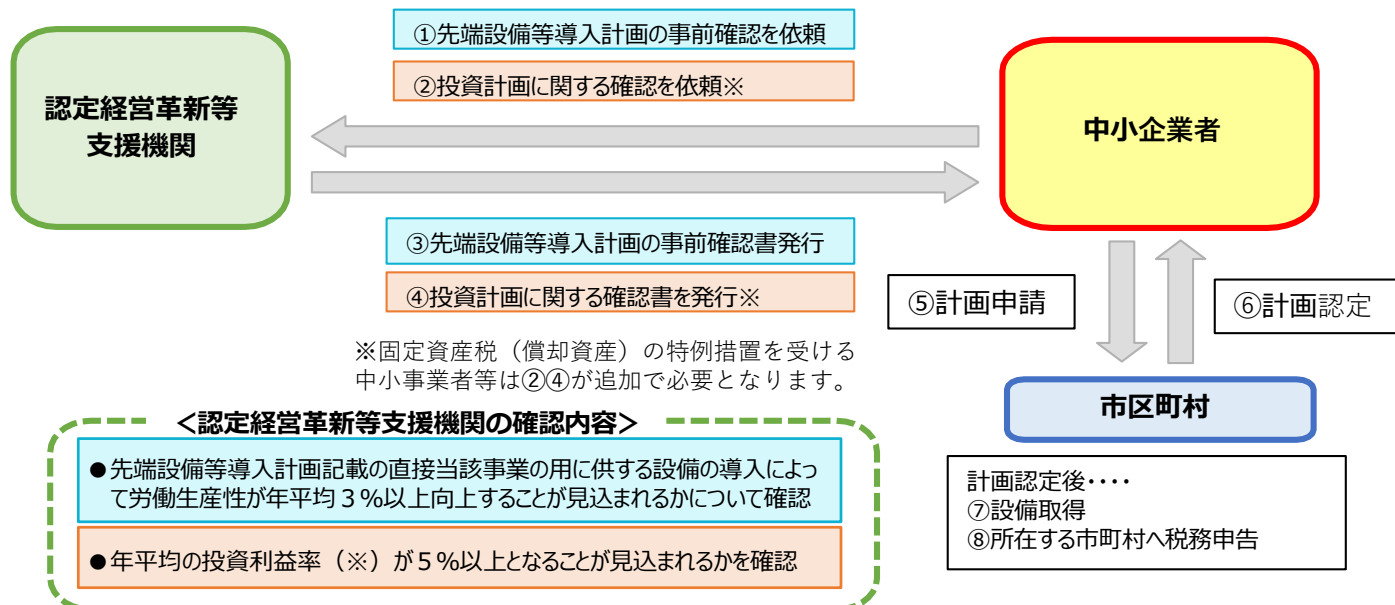 ①先端設備等導入計画の事前確認を依頼
②投資計画に関する確認を依頼※
認定経営革新等
支援機関
中小企業者
③先端設備等導入計画の事前確認書発行
④投資計画に関する確認書を発行※
⑤計画申請
⑥計画認定
※固定資産税（償却資産）の特例措置を受ける
中小事業者等は②④が追加で必要となります。
市区町村
＜認定経営革新等支援機関の確認内容＞
●先端設備等導入計画記載の直接当該事業の用に供する設備の導入によっ
て労働生産性が年平均３％以上向上することが見込まれるかについて確認
●年平均の投資利益率（※）が５％以上となることが見込まれるかを確認
計画認定後・・・・
⑦設備取得
⑧所在する市町村へ税務申告